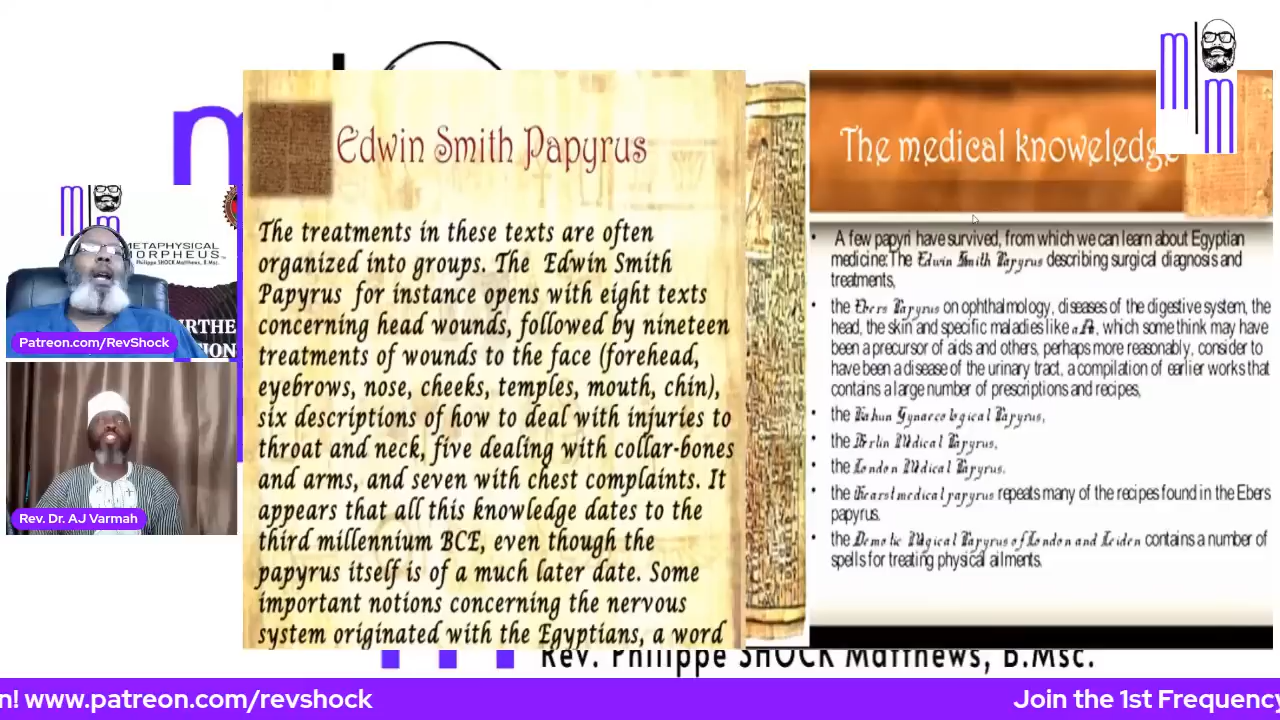 Edwin Smith Papyrus
The treatments in these texts are often
organized into groups. The Edwin Smith
Papyrus for instance opens with eight texts
concerning head wounds, followed by nineteen
treatments of wounds to the face (forehead,
eyebrows, nose, cheeks, temples, mouth, chin),
six descriptions of how to deal with injuries to
throat and neck, five dealing with collar-bones
and arms, and seven with chest complaints. It
appears that all this knowledge dates to the
third millennium BCE, even though the
papyrus itself is of a much later date. Some
important notions concerning the nervous
system originated with the Egyptians, a word
The medical knoweledge
• A few papyri have survived, from which we can learn about Egyptian
medicine: The Edwin Smith Papyrus describing surgical diagnosis and
treatments,
• the Ebers Papyrus on ophthalmology, diseases of the digestive system, the
head, the skin and specific maladies like aA, which some think may have
been a precursor of aids and others, perhaps more reasonably, consider to
have been a disease of the urinary tract, a compilation of earlier works that
contains a large number of prescriptions and recipes,
• the Kahun Gynaecological Papyrus,
• the Berlin Medical Papyrus,
• the London Medical Papyrus,
• the Hearst medical papyrus repeats many of the recipes found in the Ebers
papyrus.
• the Demotic Magical Papyrus of London and Leiden contains a number of
spells for treating physical ailments.
m
m
METAPHYSICAL
MORPHEUS
Philippe SHOCK Matthews, B.Msc.
Patreon.com/RevShock
Rev. Dr. AJ Varmah
Rev. Philippe SHOCK Matthews, B.Msc.
n! www.patreon.com/revshock
Join the 1st Frequency